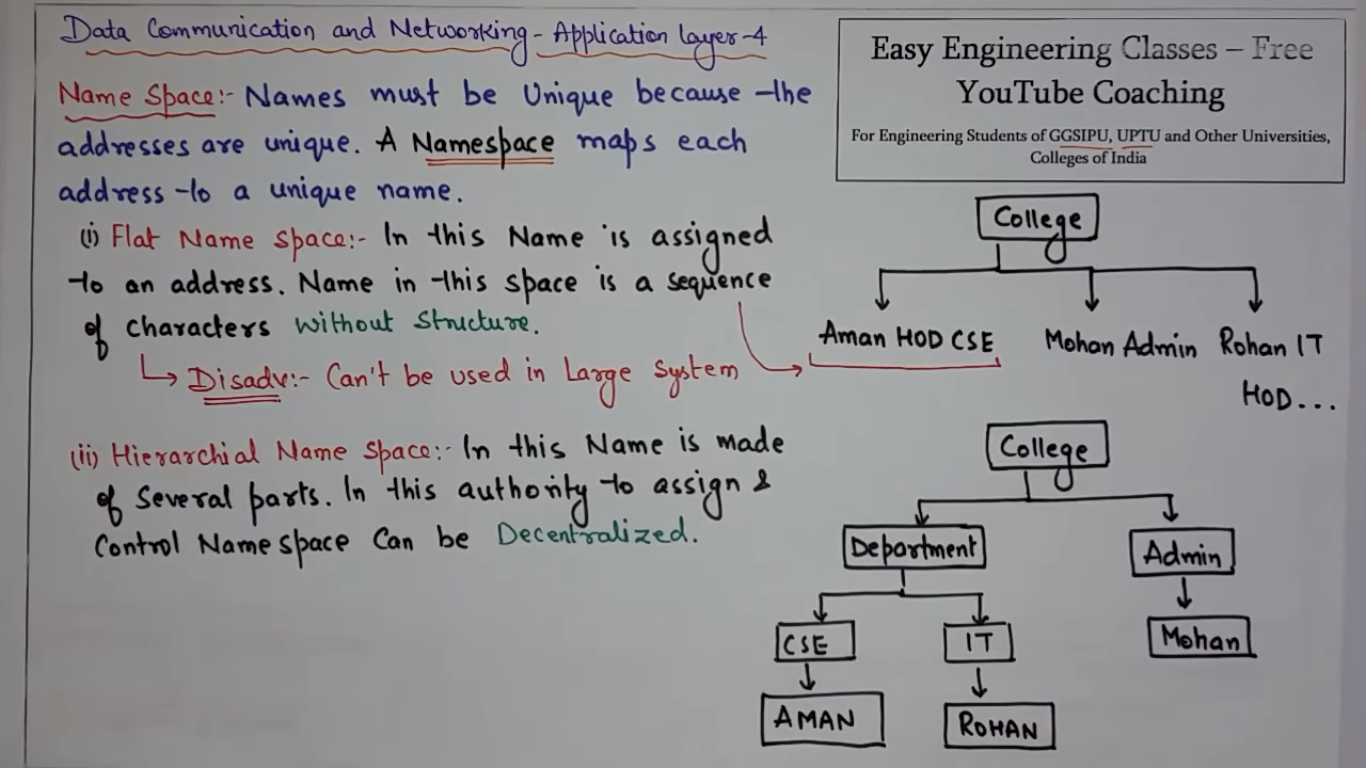 Data Communication and Networking - Application layer-4
Easy Engineering Classes – Free
YouTube Coaching
For Engineering Students of GGSIPU, UPTU and Other Universities,
Colleges of India
Name Space:- Names must be Unique because the
addresses are unique. A Namespace maps each
address to a unique name.
(i) Flat Name Space:- In this Name is assigned
to an address. Name in this space is a sequence
of characters without Structure.
Disadv:- Can't be used in Large System
College
Aman HOD CSE Mohan Admin Rohan IT
HOD...
(ii) Hierarchial Name Space:- In this Name is made
of Several parts. In this authority to assign &
Control Namespace Can be Decentralized.
College
Department Admin
CSE IT Mohan
AMAN ROHAN